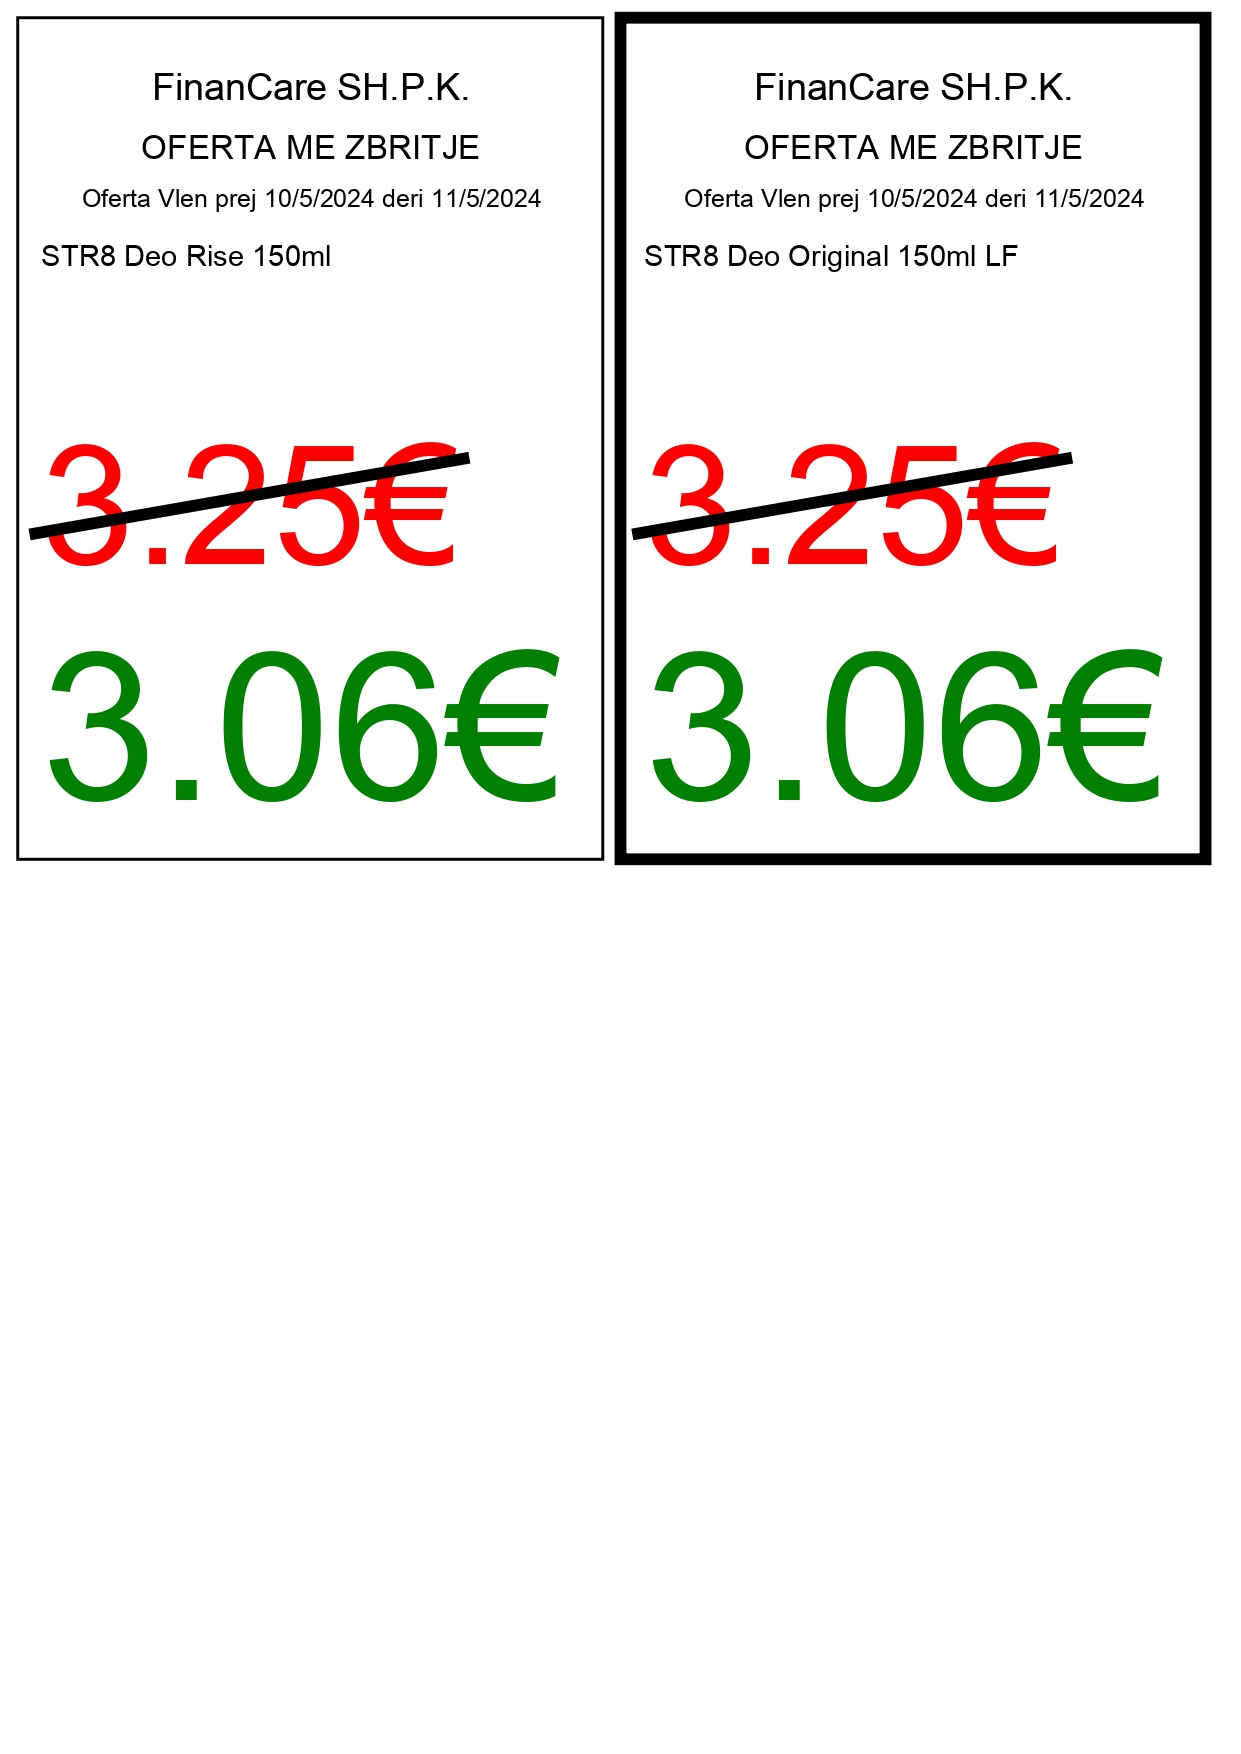 FinanCare SH.P.K.
OFERTA ME ZBRITJE
Oferta Vlen prej 10/5/2024 deri 11/5/2024
STR8 Deo Rise 150ml
3.25€
3.06€
FinanCare SH.P.K.
OFERTA ME ZBRITJE
Oferta Vlen prej 10/5/2024 deri 11/5/2024
STR8 Deo Original 150ml LF
3.25€
3.06€